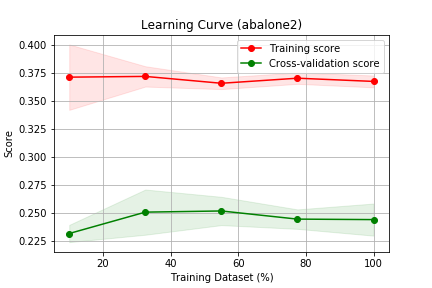 Learning Curve (abalone2)
Training score
Cross-validation score
Score
0.400
0.375
0.350
0.325
0.300
0.275
0.250
0.225
20
40
60
80
100
Training Dataset (%)